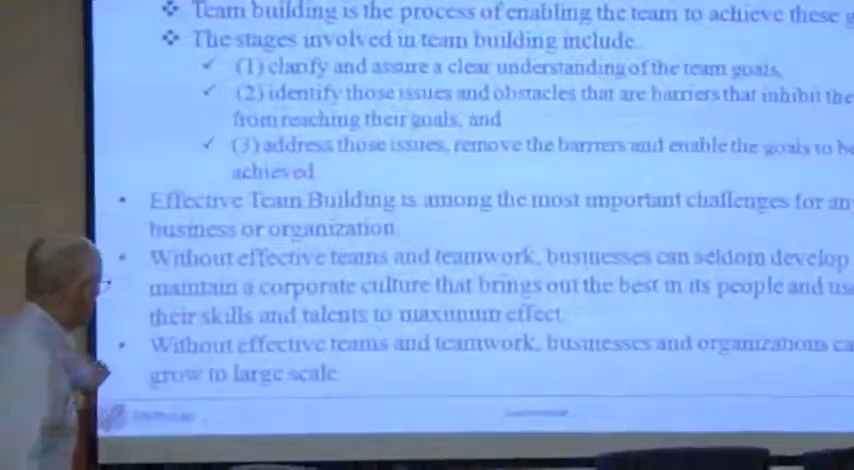 ❖ Team building is the process of enabling the team to achieve these g
❖ The stages involved in team building include
✓ (1) clarify and assure a clear understanding of the team goals,
✓ (2) identify those issues and obstacles that are barriers that inhibit the
from reaching their goals, and
✓ (3) address those issues, remove the barriers and enable the goals to be
achieved
• Effective Team Building is among the most important challenges for an
business or organization
• Without effective teams and teamwork, businesses can seldom develop
maintain a corporate culture that brings out the best in its people and use
their skills and talents to maximum effect.
• Without effective teams and teamwork, businesses and organizations ca
grow to large scale